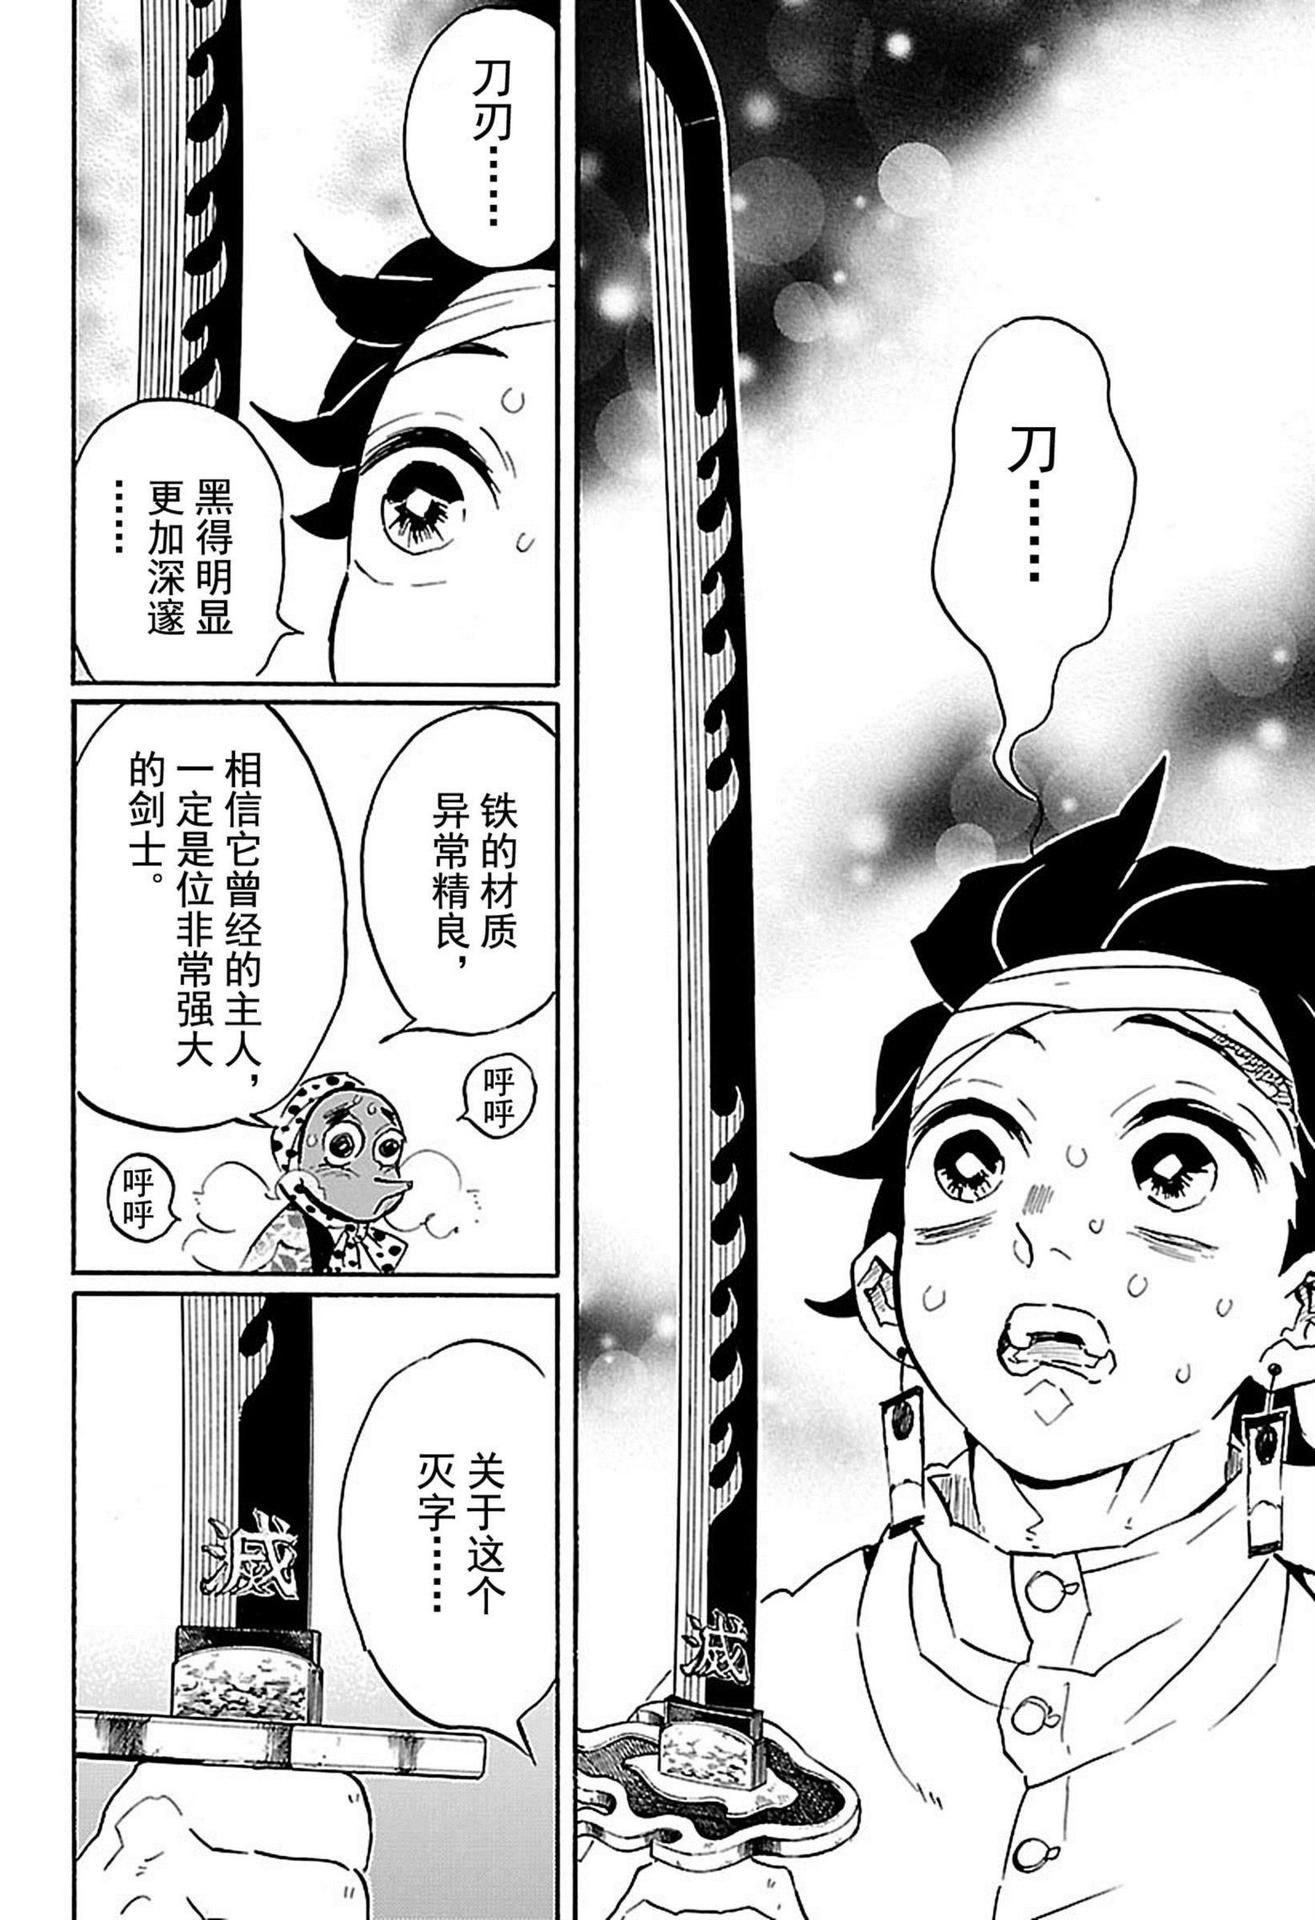 刀……
刀刃……
黑得明显
更加深邃
……
铁的材质
异常精良，
相信它曾经的主人，
一定是位非常强大
的剑士。
呼
呼
呼
呼
关于这个
灭字……
滅
滅